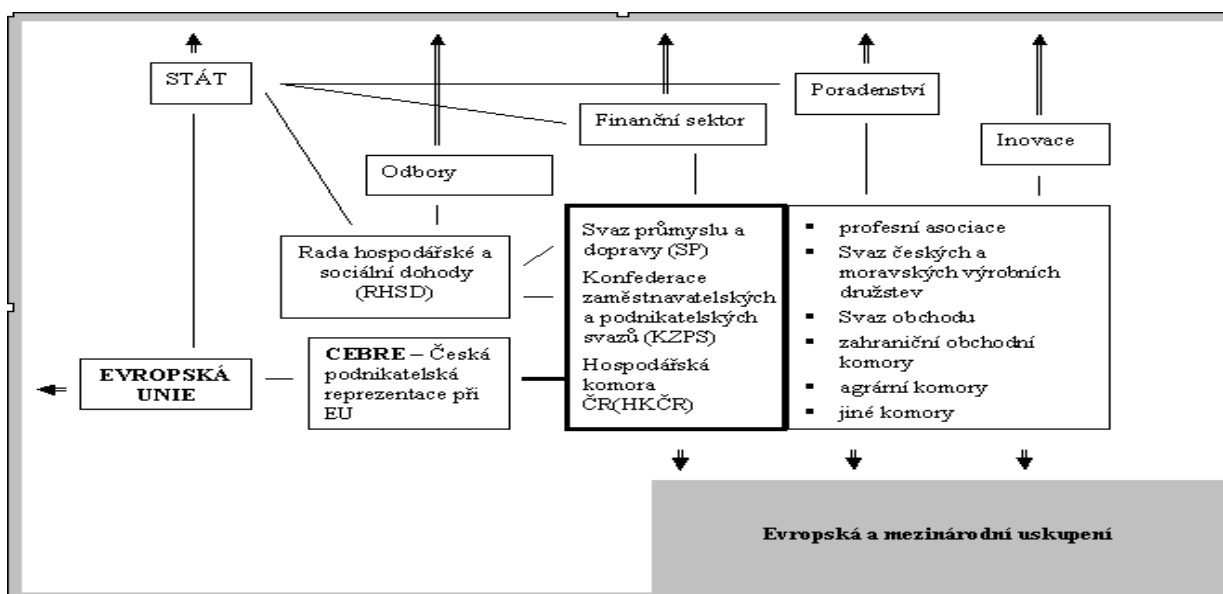 STÁT
Poradenství
Finanční sektor
Inovace
Odbory
Rada hospodářské a
sociální dohody
(RHSD)
Svaz průmyslu a
dopravy (SP)
Konfederace
zaměstnavatelských
a podnikatelských
svazů (KZPS)
Hospodářská
komora
ČR(HKČR)
▪ profesní asociace
▪ Svaz českých a
moravských výrobních
družstev
▪ Svaz obchodu
▪ zahraniční obchodní
komory
▪ agrární komory
▪ jiné komory
CEBRE – Česká
podnikatelská
reprezentace při
EU
EVROPSKÁ
UNIE
Evropská a mezinárodní uskupení